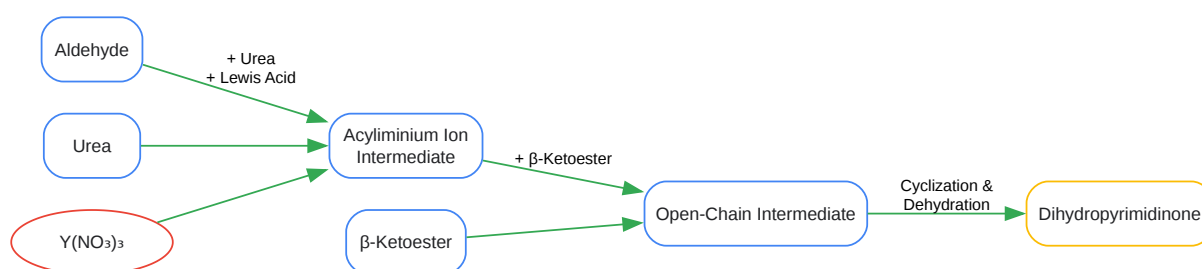 Aldehyde
+ Urea
+ Lewis Acid
Urea
Acyliminium Ion
Intermediate
Y(NO₃)₃
+ β-Ketoester
β-Ketoester
Open-Chain Intermediate
Cyclization &
Dehydration
Dihydropyrimidinone